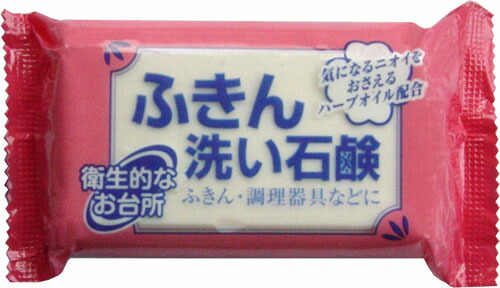 気になるニオイを
おさえる
ハーブオイル配合
ふきん
洗い石鹸
衛生的な
お台所
ふきん・調理器具などに